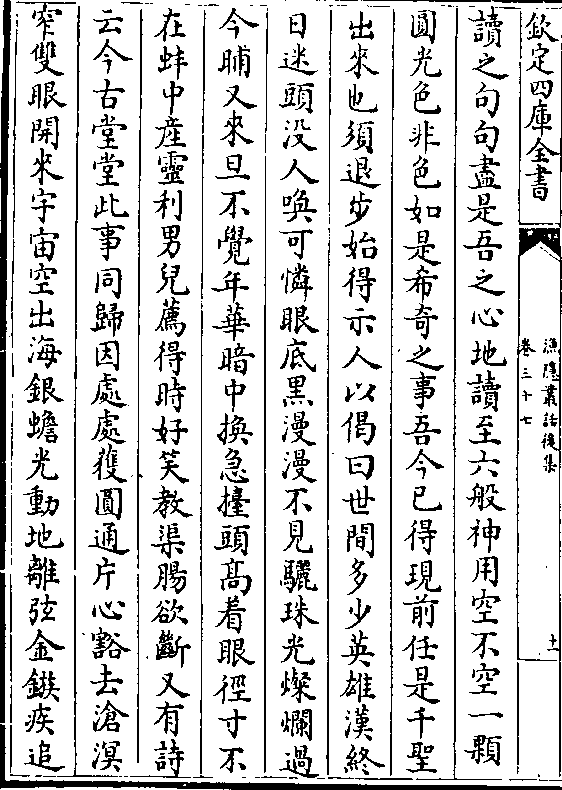 欽定四庫全書
漁隱叢話後集
卷三十七
十一
讀之句句盡是吾之心地讀至六般神用空不空一顆
圓光色非色如是希奇之事吾今已得現前任是千聖
出來也須退步始得示人以偈曰世間多少英雄漢終
日迷頭没人喚可憐眼底黒漫漫不見驪珠光燦爛過
今晡又來旦不覺年華暗中換急擡頭髙着眼徑寸不
在蚌中産靈利男兒薦得時好笑教渠腸欲斷又有詩
云今古堂堂此事同歸因處處獲圓通片心豁去滄溟
窄雙眼開來宇宙空出海銀蟾光動地離弦金鏃疾追